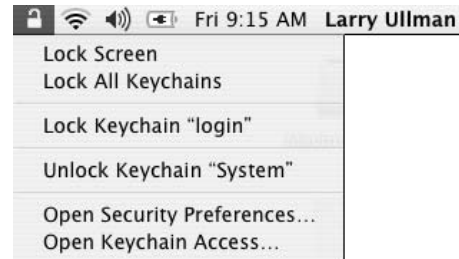 Fri 9:15 AM Larry Ullman
Lock Screen
Lock All Keychains
Lock Keychain “login”
Unlock Keychain “System”
Open Security Preferences...
Open Keychain Access...